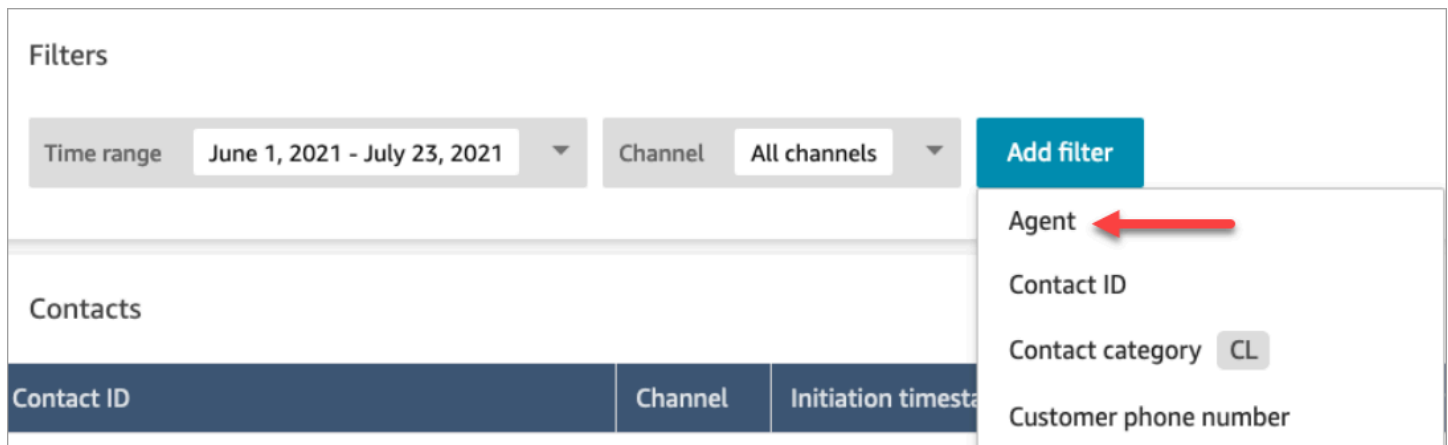 Filters
Time range June 1, 2021 - July 23, 2021 Channel All channels Add filter
Agent
Contact ID
Contacts
Contact category CL
Contact ID Channel Initiation
Customer phone number